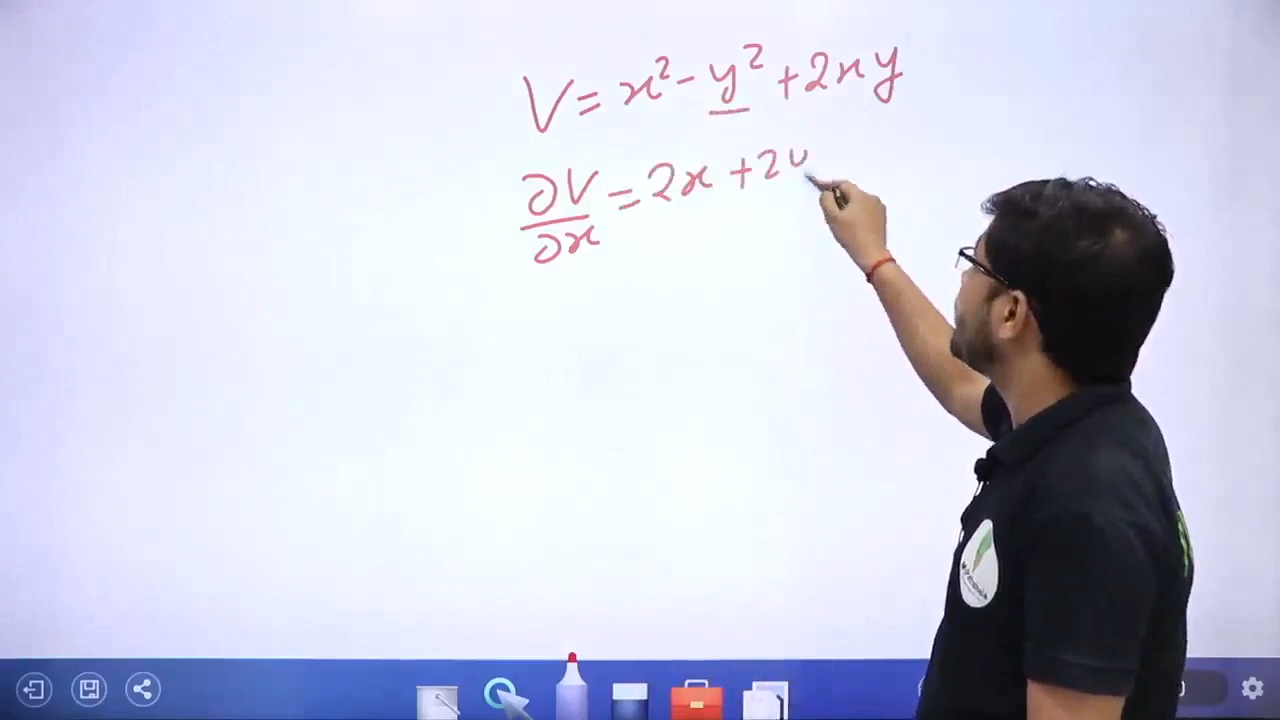 V = x² - y² + 2xy
∂V/∂x = 2x + 2